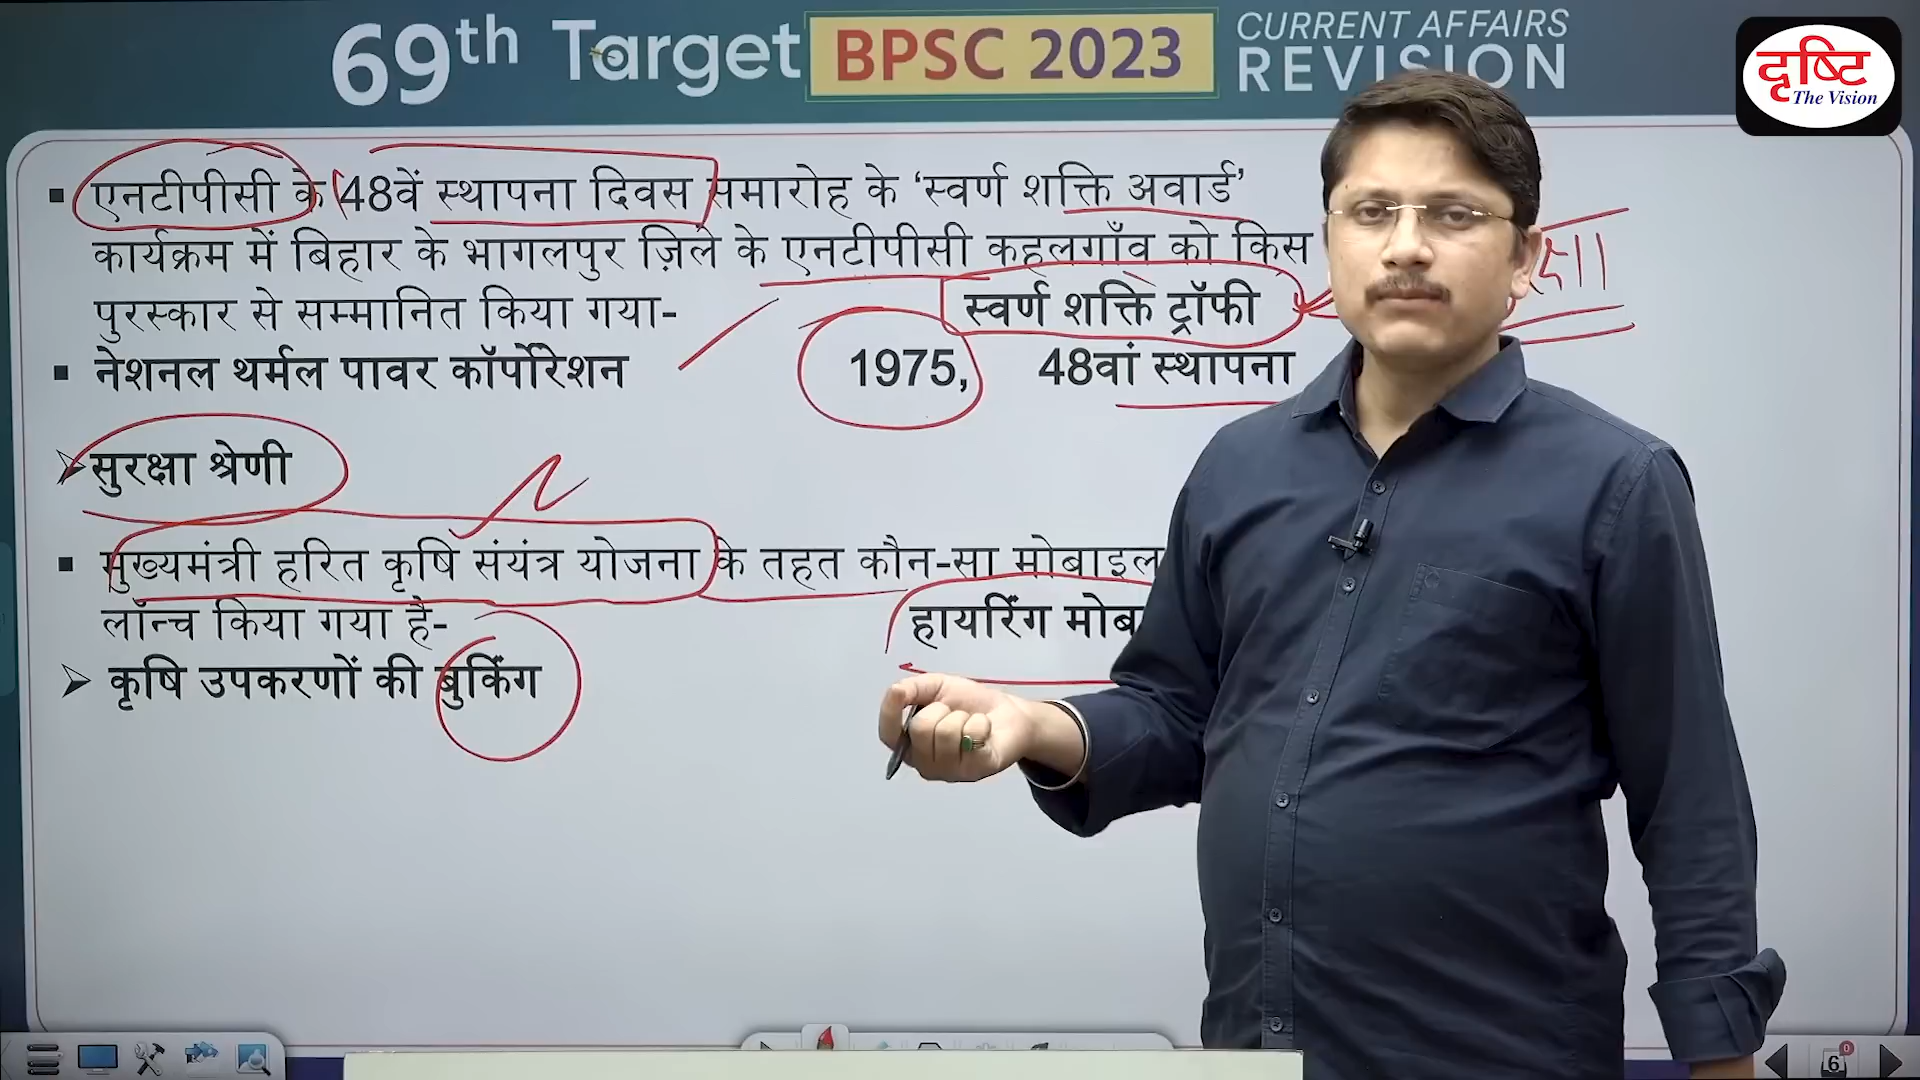 69th Target BPSC 2023 CURRENT AFFAIRS
REVISION
दृष्टि
The Vision
एनटीपीसी के 48वें स्थापना दिवस समारोह के ‘स्वर्ण शक्ति अवार्ड’
कार्यक्रम में बिहार के भागलपुर ज़िले के एनटीपीसी कहलगाँव को किस
पुरस्कार से सम्मानित किया गया- स्वर्ण शक्ति ट्रॉफी
नेशनल थर्मल पावर कॉर्पोरेशन 1975, 48वां स्थापना
सुरक्षा श्रेणी
मुख्यमंत्री हरित कृषि संयंत्र योजना के तहत कौन-सा मोबाइल
लॉन्च किया गया है- हायरिंग
कृषि उपकरणों की बुकिंग
6
0